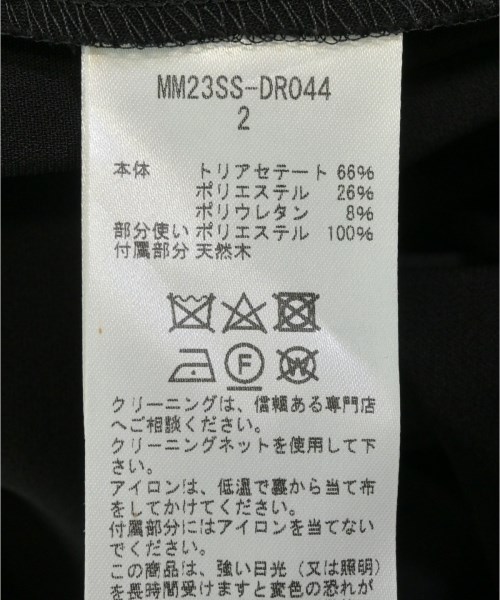 MM23SS-DR044
2
本体 トリアセテート 66%
ポリエステル 26%
ポリウレタン 8%
部分使い ポリエステル 100%
付属部分 天然木
F W
クリーニングは、信頼ある専門店
へご相談ください。
クリーニングネットを使用して下
さい。
アイロンは、低温で裏から当て布
をしてかけてください。
付属部分にはアイロンを当てない
でください。
この商品は、強い日光（又は照明）
を長時間受けますと変色の恐れが